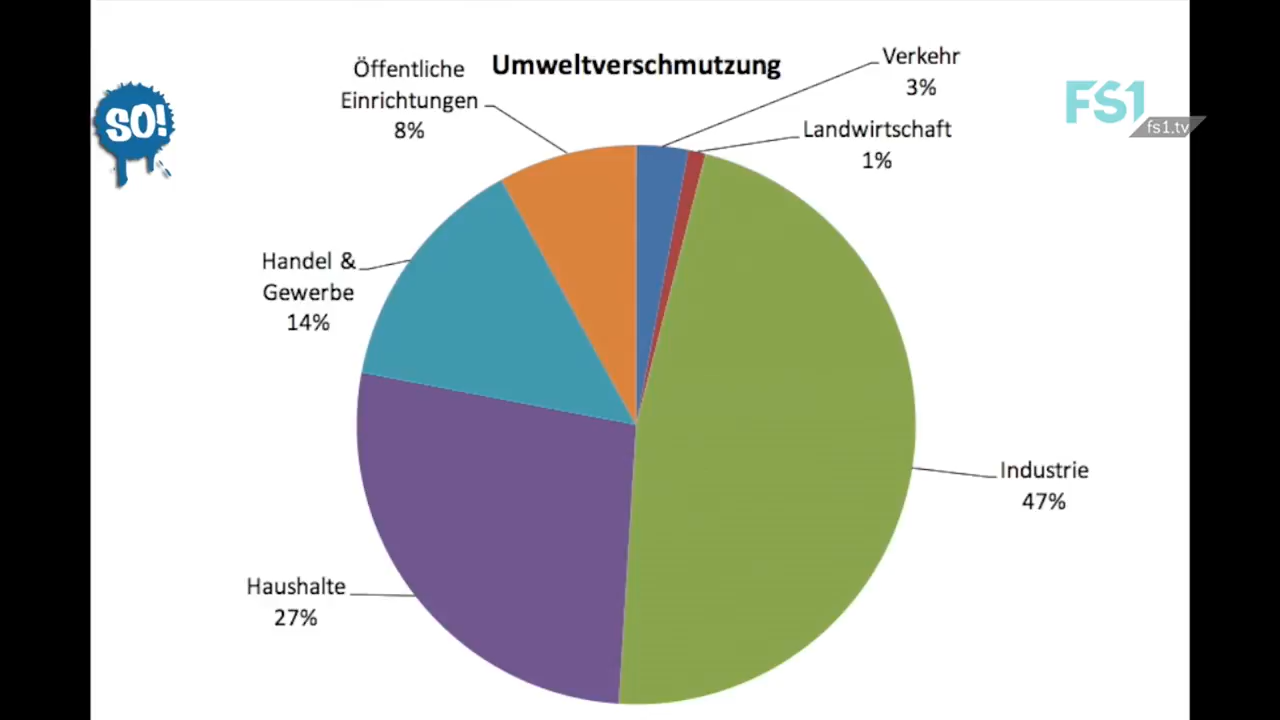 Umweltverschmutzung
Öffentliche
Einrichtungen
8%
Verkehr
3%
Landwirtschaft
1%
SO!
FS1
fs1.tv
Handel &
Gewerbe
14%
Industrie
47%
Haushalte
27%